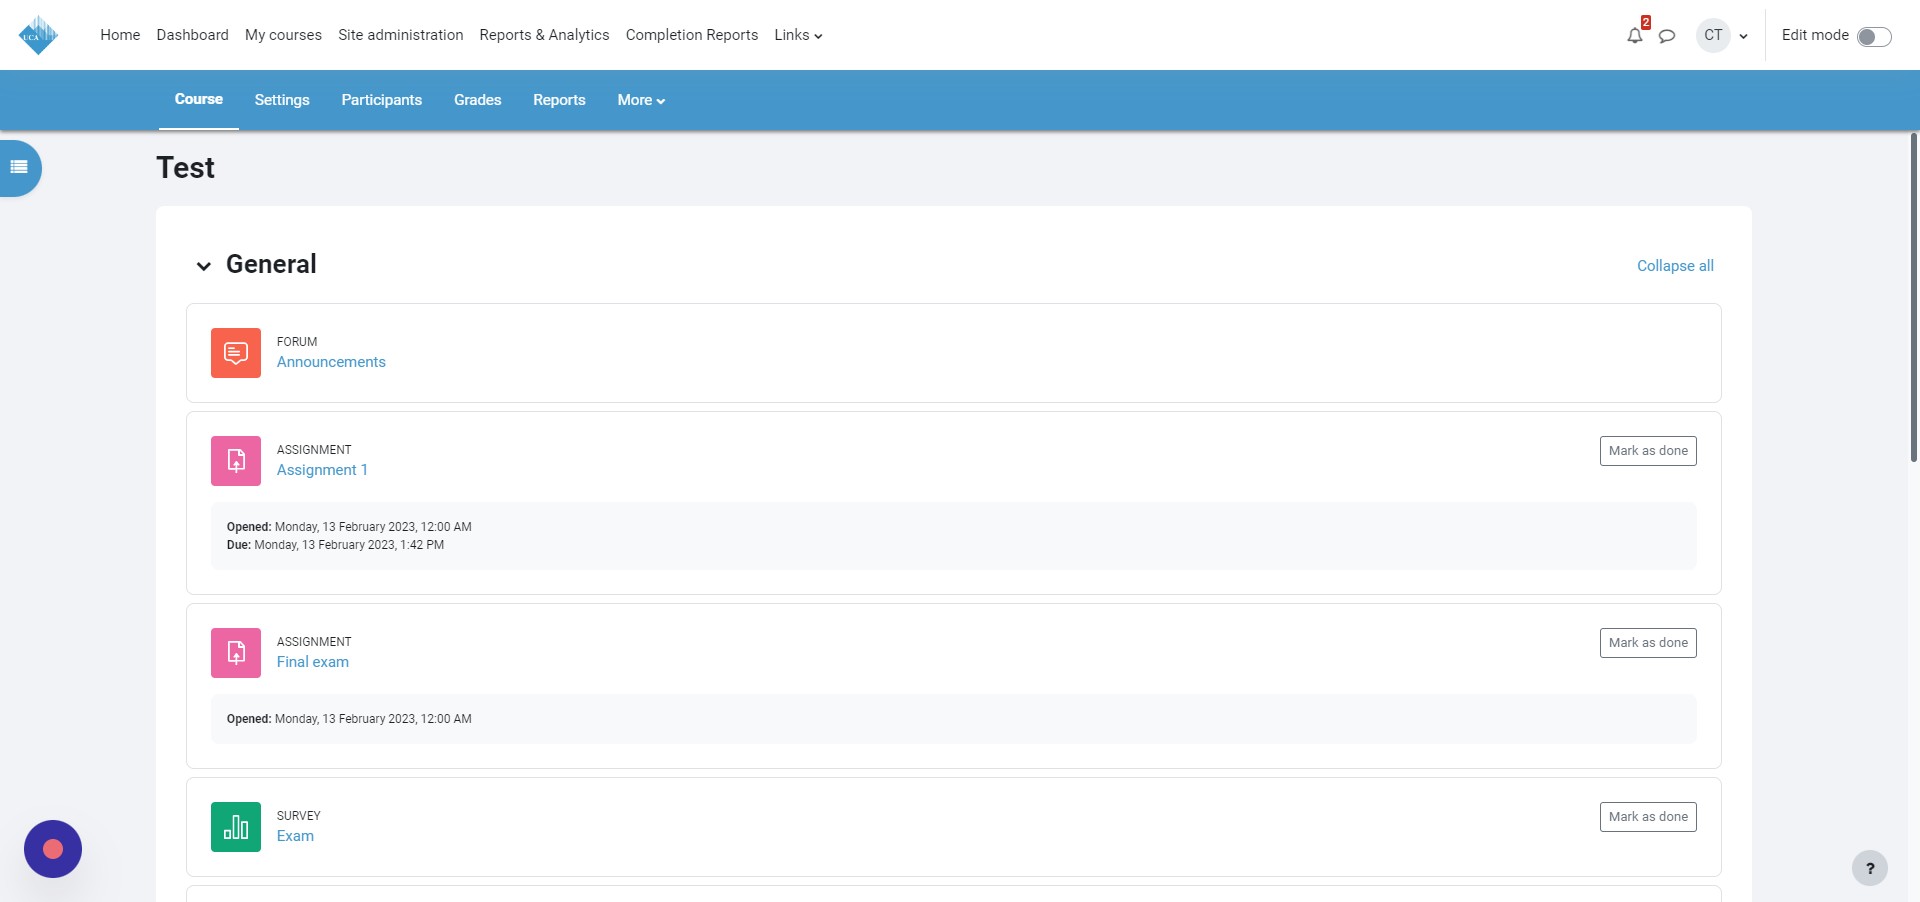 UCA
Home Dashboard My courses Site administration Reports & Analytics Completion Reports Links
2
CT
Edit mode
Course Settings Participants Grades Reports More
Test
General
Collapse all
FORUM
Announcements
ASSIGNMENT
Assignment 1
Mark as done
Opened: Monday, 13 February 2023, 12:00 AM
Due: Monday, 13 February 2023, 1:42 PM
ASSIGNMENT
Final exam
Mark as done
Opened: Monday, 13 February 2023, 12:00 AM
SURVEY
Exam
Mark as done
?